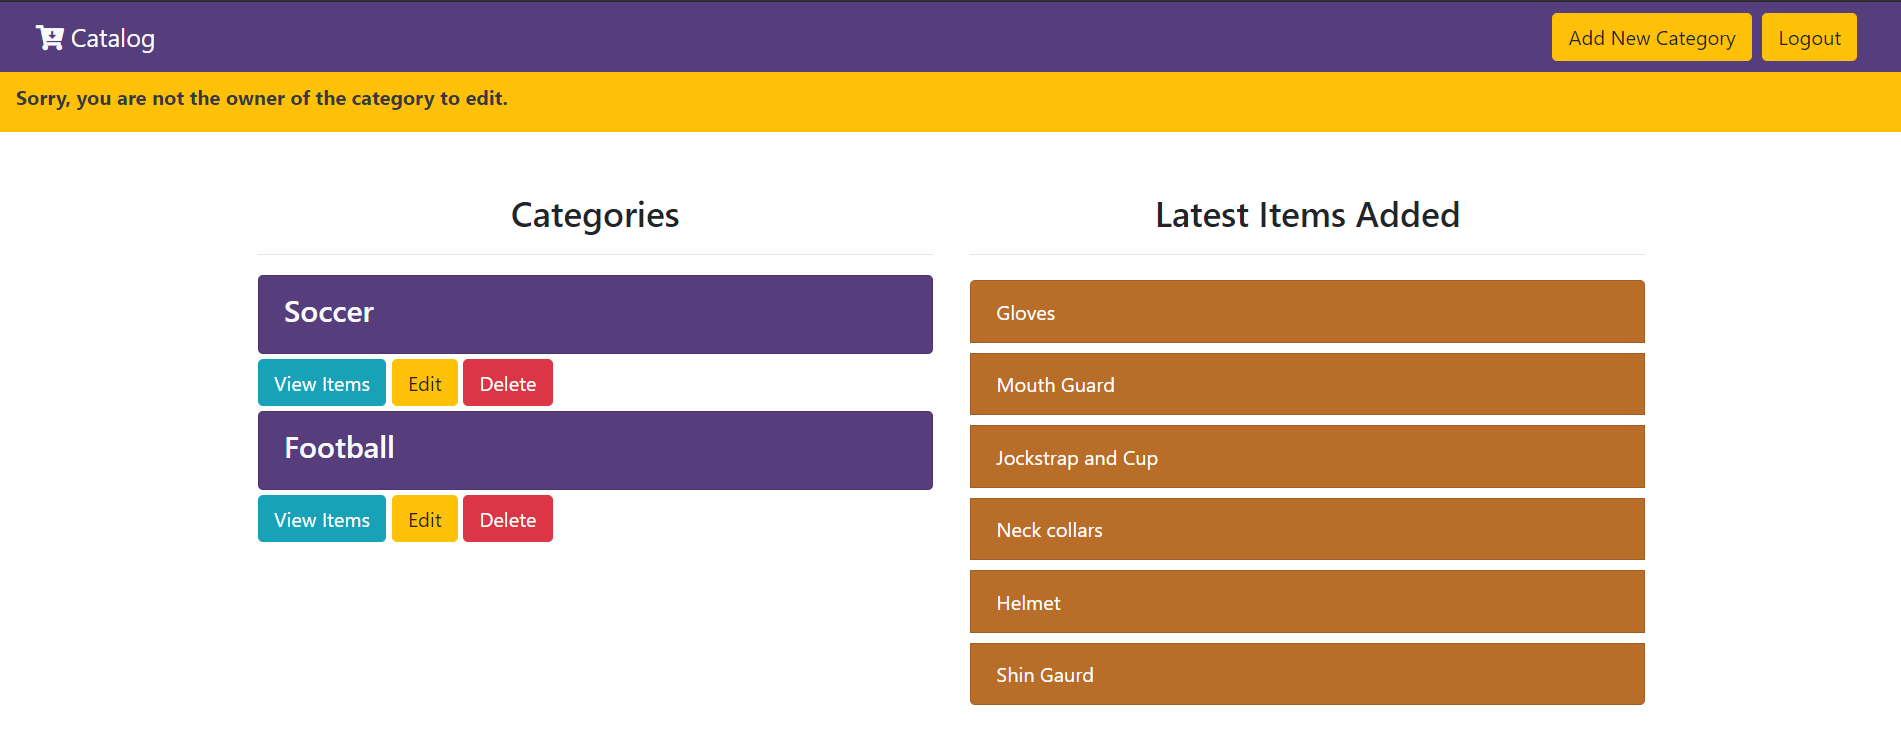 Catalog
Add New Category
Logout
Sorry, you are not the owner of the category to edit.
Categories
Soccer
View Items
Edit
Delete
Football
View Items
Edit
Delete
Latest Items Added
Gloves
Mouth Guard
Jockstrap and Cup
Neck collars
Helmet
Shin Gaurd